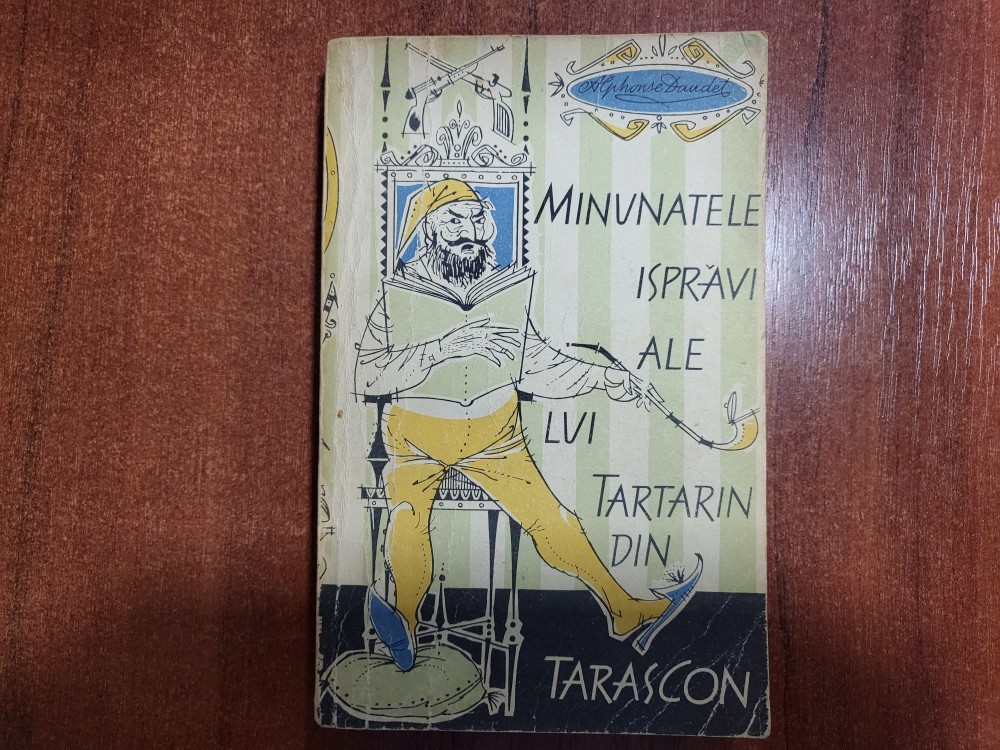 Alphonse Daudet
MINUNATELE
ISPRĂVI
ALE
LUI
TARTARIN
DIN
TARASCON